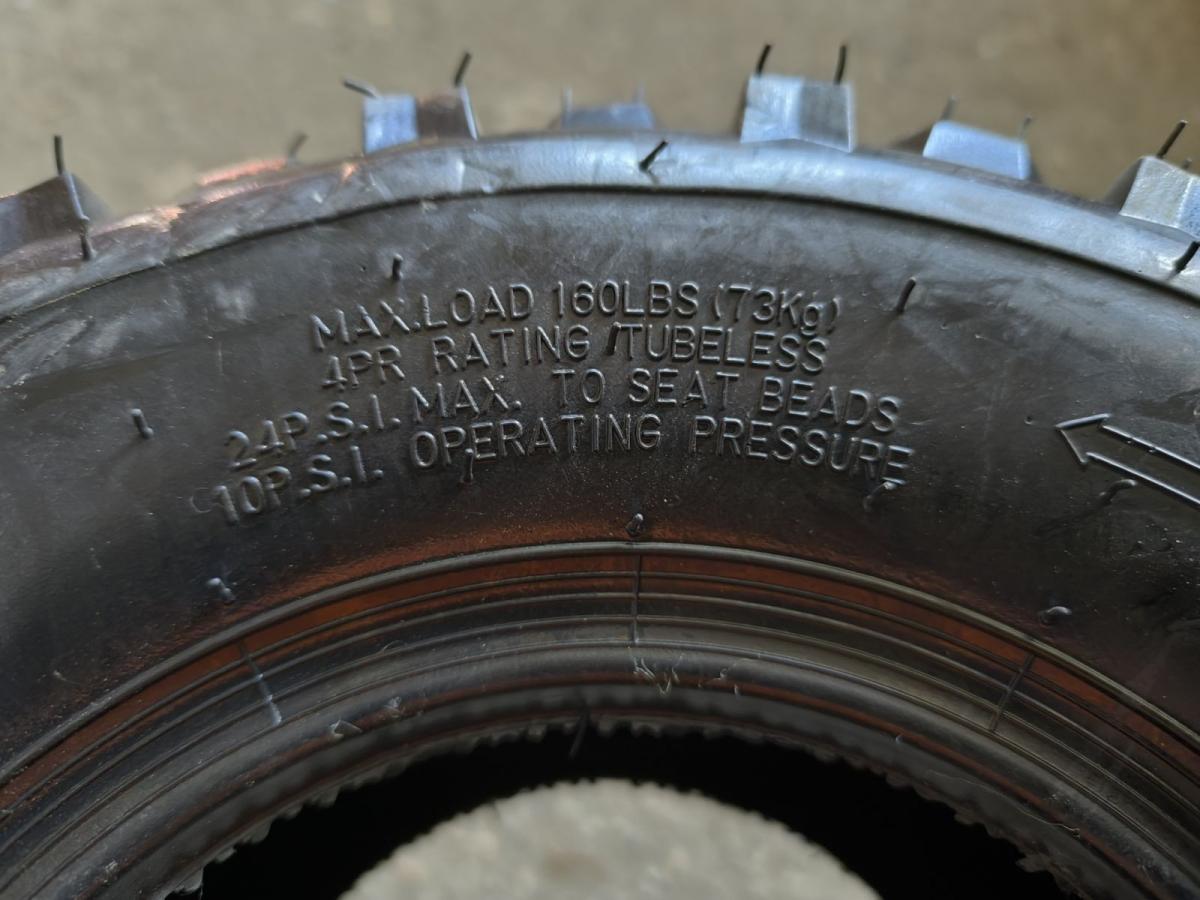 MAX.LOAD 160LBS (73Kg)
4PR RATING TUBELESS
24P.S.I. MAX. TO SEAT BEADS
10P.S.I. OPERATING PRESSURE